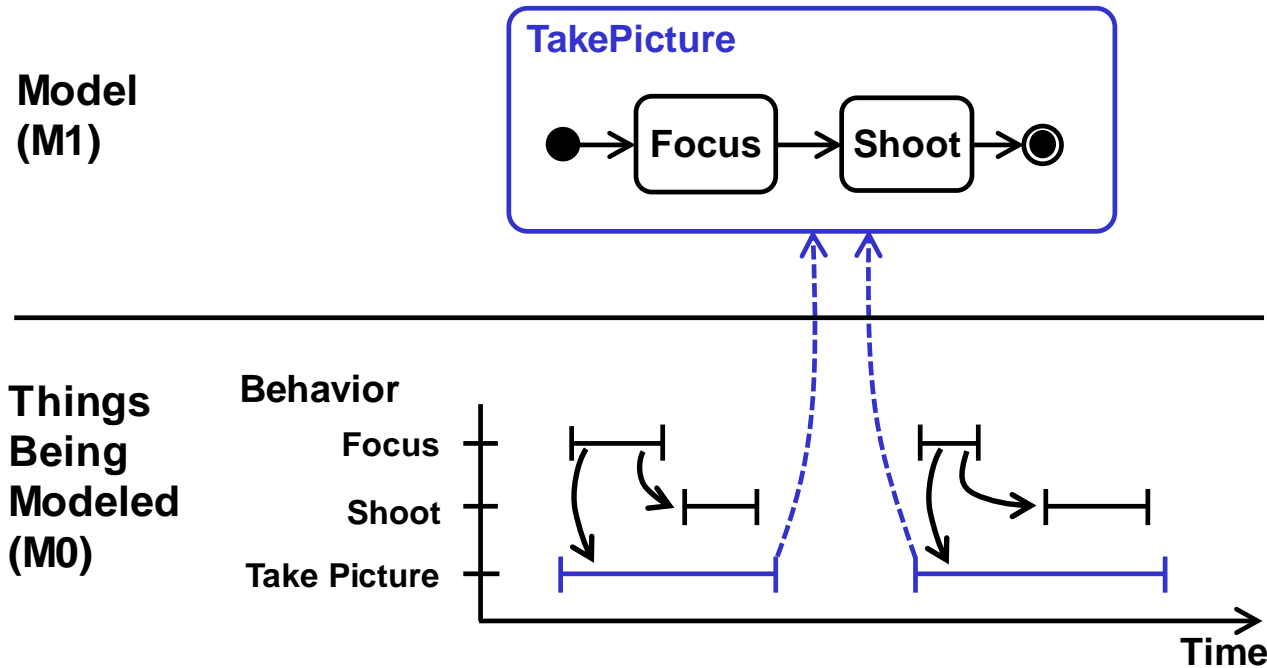 TakePicture
Model
(M1)
Focus
Shoot
Things
Being
Modeled
(M0)
Behavior
Focus
Shoot
Take Picture
Time